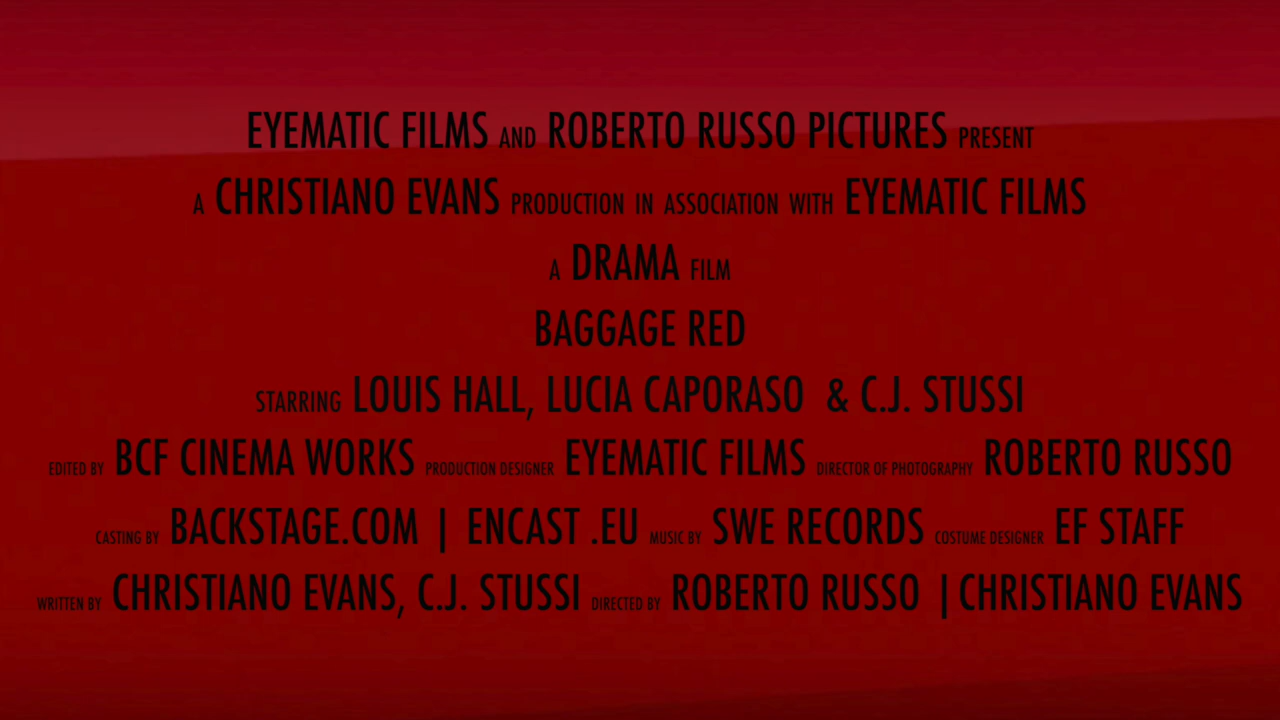 EYEMATIC FILMS AND ROBERTO RUSSO PICTURES PRESENT
A CHRISTIANO EVANS PRODUCTION IN ASSOCIATION WITH EYEMATIC FILMS
A DRAMA FILM
BAGGAGE RED
STARRING LOUIS HALL, LUCIA CAPORASO & C.J. STUSSI
EDITED BY BCF CINEMA WORKS PRODUCTION DESIGNER EYEMATIC FILMS DIRECTOR OF PHOTOGRAPHY ROBERTO RUSSO
CASTING BY BACKSTAGE.COM | ENCAST .EU MUSIC BY SWE RECORDS COSTUME DESIGNER EF STAFF
WRITTEN BY CHRISTIANO EVANS, C.J. STUSSI DIRECTED BY ROBERTO RUSSO | CHRISTIANO EVANS